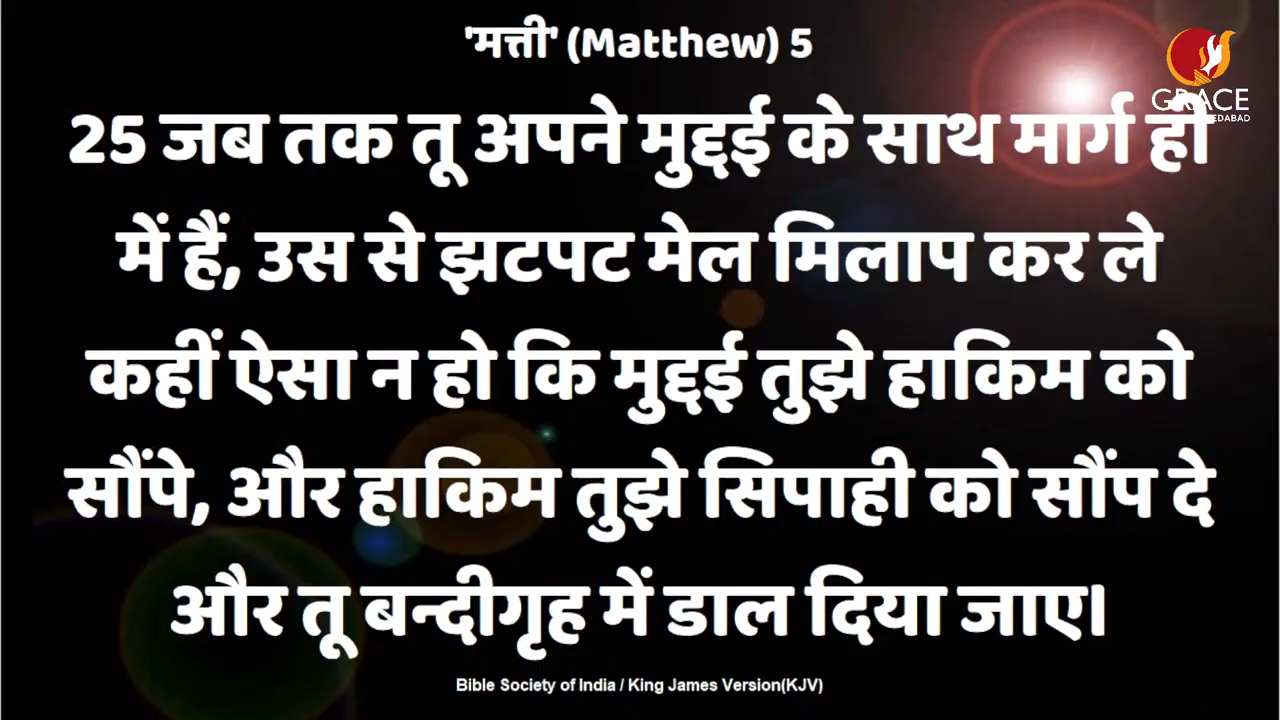 'मत्ती' (Matthew) 5
GRACE
EDABAD
25 जब तक तू अपने मुद्दई के साथ मार्ग ही
में हैं, उस से झटपट मेल मिलाप कर ले
कहीं ऐसा न हो कि मुद्दई तुझे हाकिम को
सौंपे, और हाकिम तुझे सिपाही को सौंप दे
और तू बन्दीगृह में डाल दिया जाए।
Bible Society of India / King James Version(KJV)